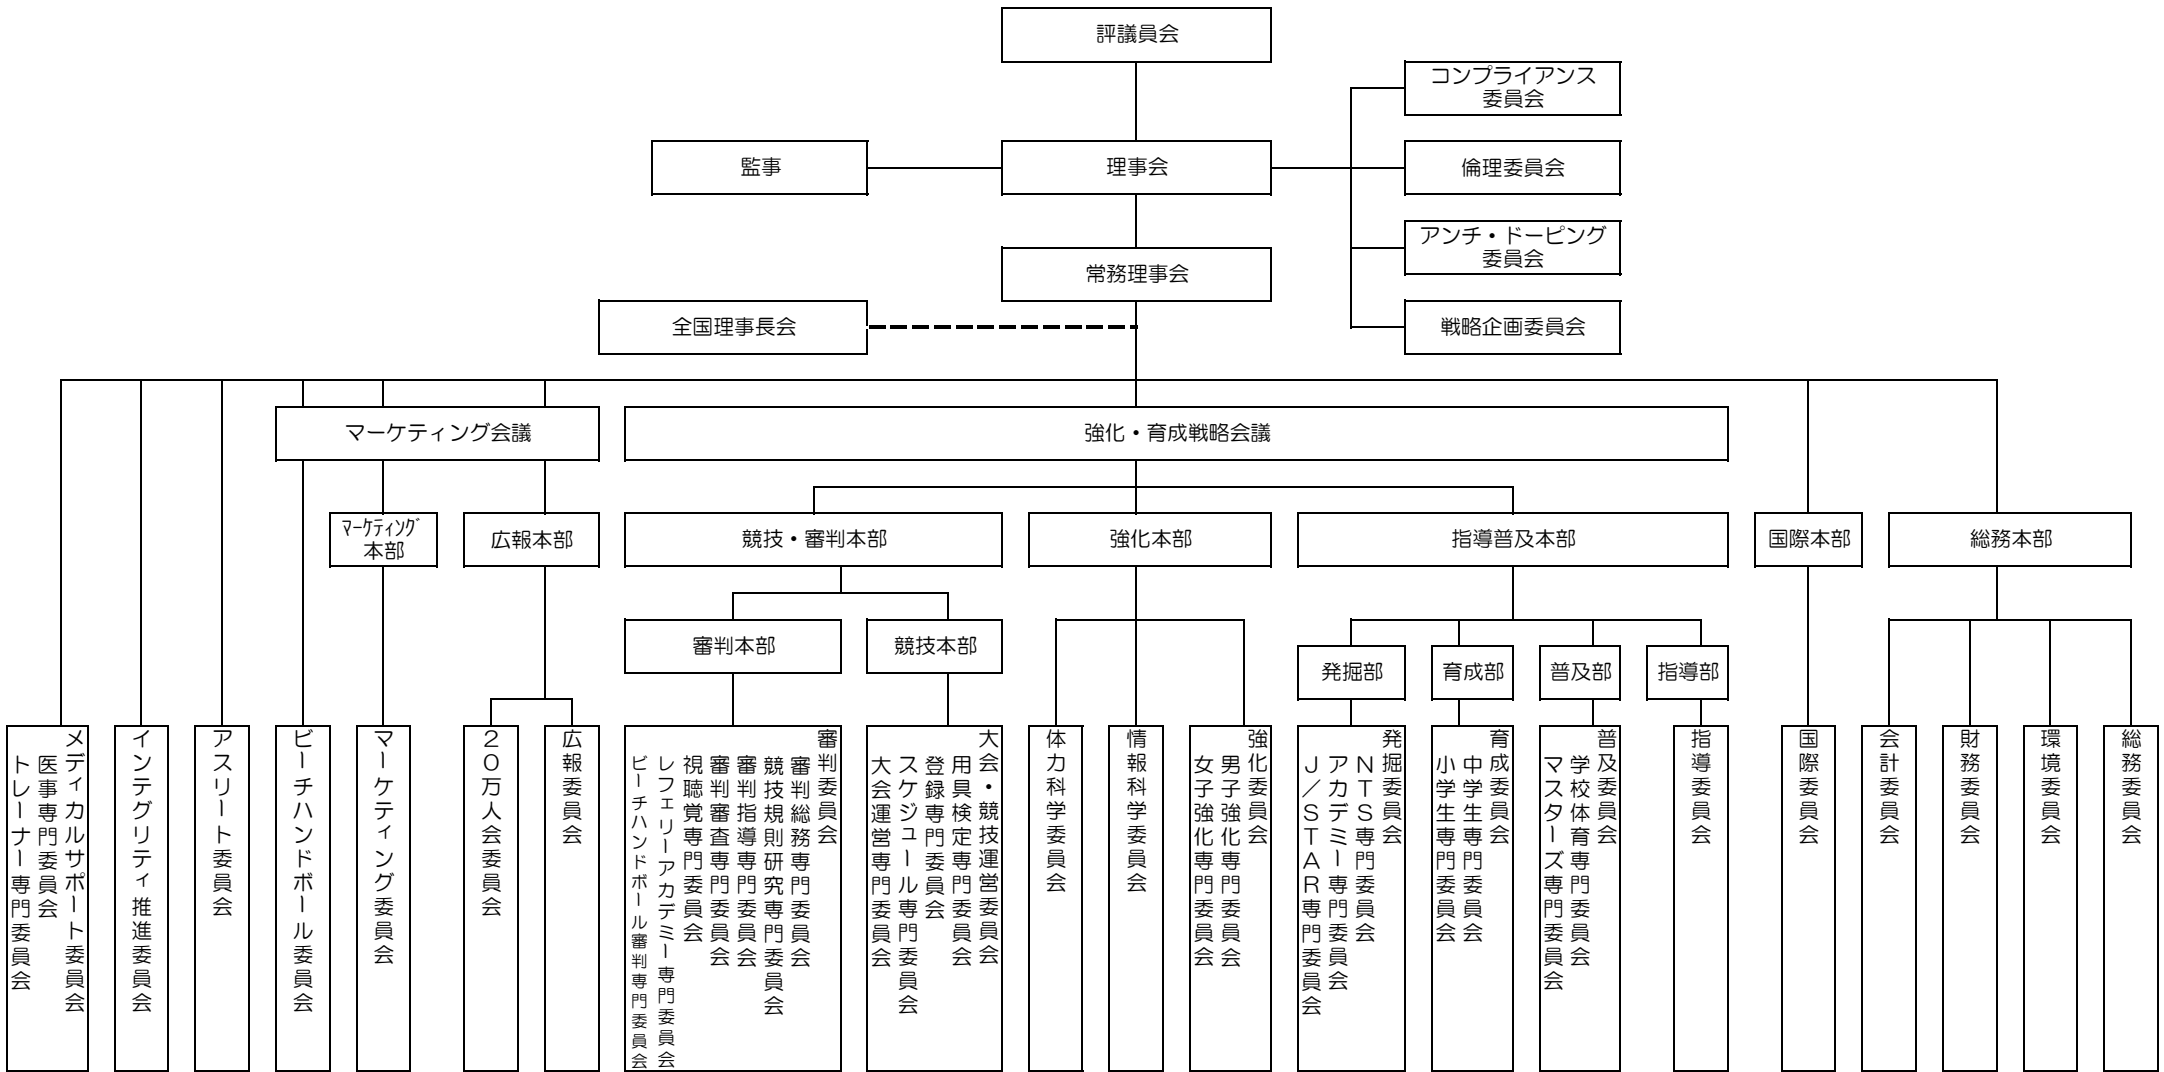 評議員会
コンプライアンス
委員会
監事
理事会
倫理委員会
アンチ・ドーピング
委員会
常務理事会
全国理事長会
戦略企画委員会
マーケティング会議
強化・育成戦略会議
ﾏｰｹﾃｨﾝｸﾞ
本部
広報本部
競技・審判本部
強化本部
指導普及本部
国際本部
総務本部
審判本部
競技本部
発掘部
育成部
普及部
指導部
メディカルサポート委員会
医事専門委員会
トレーナー専門委員会
インテグリティ推進委員会
アスリート委員会
ビーチハンドボール委員会
マーケティング委員会
２０万人会委員会
広報委員会
審判委員会
審判総務専門委員会
競技規則研究専門委員会
審判指導専門委員会
審判審査専門委員会
視聴覚専門委員会
レフェリーアカデミー専門委員会
ビーチハンドボール審判専門委員会
大会・競技運営委員会
用具検定専門委員会
登録専門委員会
スケジュール専門委員会
大会運営専門委員会
体力科学委員会
情報科学委員会
強化委員会
男子強化専門委員会
女子強化専門委員会
発掘委員会
ＮＴＳ専門委員会
アカデミー専門委員会
Ｊ／ＳＴＡＲ専門委員会
育成委員会
中学生専門委員会
小学生専門委員会
普及委員会
学校体育専門委員会
マスターズ専門委員会
指導委員会
国際委員会
会計委員会
財務委員会
環境委員会
総務委員会